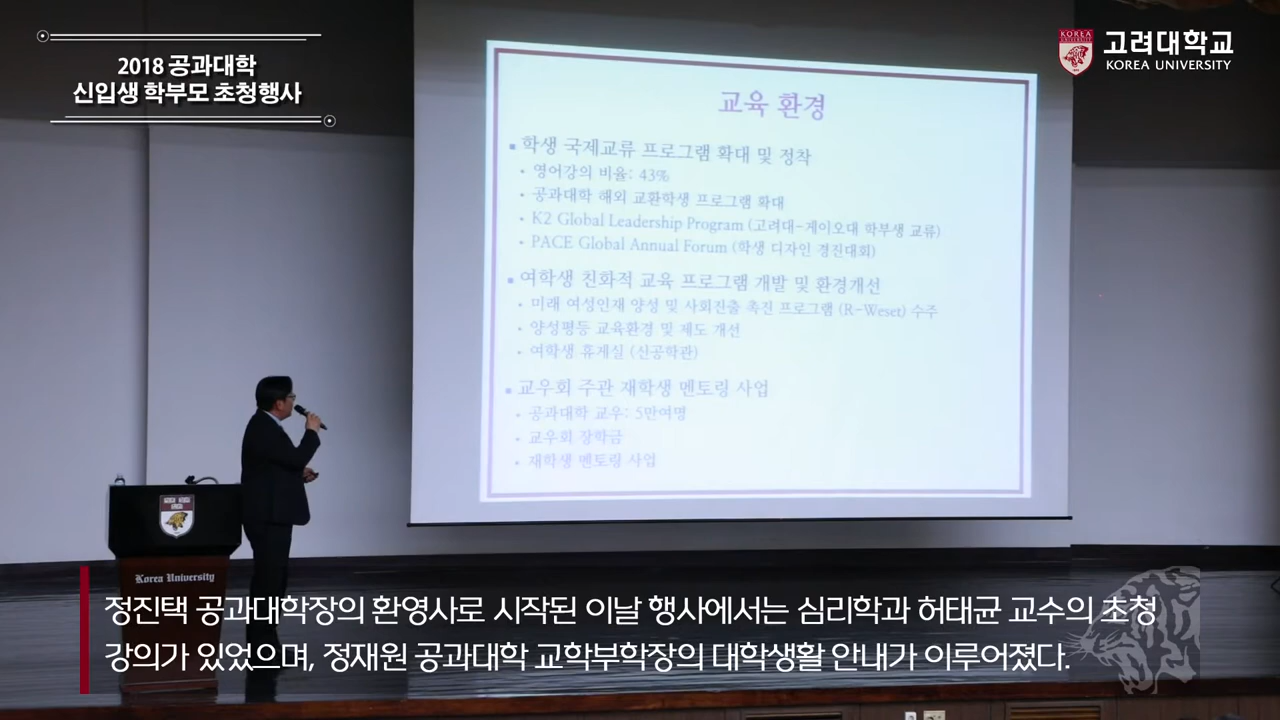 2018 공과대학
신입생 학부모 초청행사
KOREA
UNIVERSITY
고려대학교
KOREA UNIVERSITY
교육 환경
▪ 학생 국제교류 프로그램 확대 및 정착
• 영어강의 비율: 43%
• 공과대학 해외 교환학생 프로그램 확대
• K2 Global Leadership Program (고려대-게이오대 학부생 교류)
• PACE Global Annual Forum (학생 디자인 경진대회)
▪ 여학생 친화적 교육 프로그램 개발 및 환경개선
• 미래 여성인재 양성 및 사회진출 촉진 프로그램 (R-Weset) 수주
• 양성평등 교육환경 및 제도 개선
• 여학생 휴게실 (신공학관)
▪ 교우회 주관 재학생 멘토링 사업
• 공과대학 교우: 5만여명
• 교우회 장학금
• 재학생 멘토링 사업
Korea University
정진택 공과대학장의 환영사로 시작된 이날 행사에서는 심리학과 허태균 교수의 초청
강의가 있었으며, 정재원 공과대학 교학부학장의 대학생활 안내가 이루어졌다.